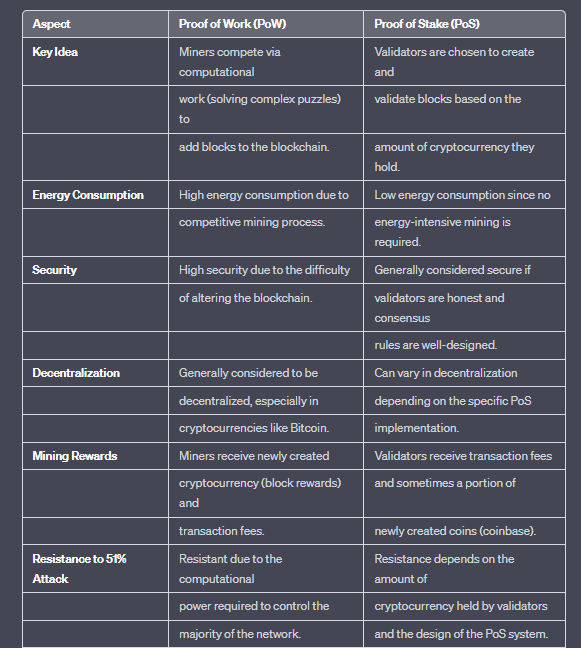 Aspect Proof of Work (PoW) Proof of Stake (PoS)
Key Idea Miners compete via Validators are chosen to create
computational and
work (solving complex puzzles) validate blocks based on the
to
add blocks to the blockchain. amount of cryptocurrency they
hold.
Energy Consumption High energy consumption due to Low energy consumption since no
competitive mining process. energy-intensive mining is
required.
Security High security due to the difficulty Generally considered secure if
of altering the blockchain. validators are honest and
consensus
rules are well-designed.
Decentralization Generally considered to be Can vary in decentralization
decentralized, especially in depending on the specific PoS
cryptocurrencies like Bitcoin. implementation.
Mining Rewards Miners receive newly created Validators receive transaction fees
cryptocurrency (block rewards) and sometimes a portion of
and
transaction fees. newly created coins (coinbase).
Resistance to 51% Resistant due to the Resistance depends on the
Attack computational amount of
power required to control the cryptocurrency held by validators
majority of the network. and the design of the PoS system.